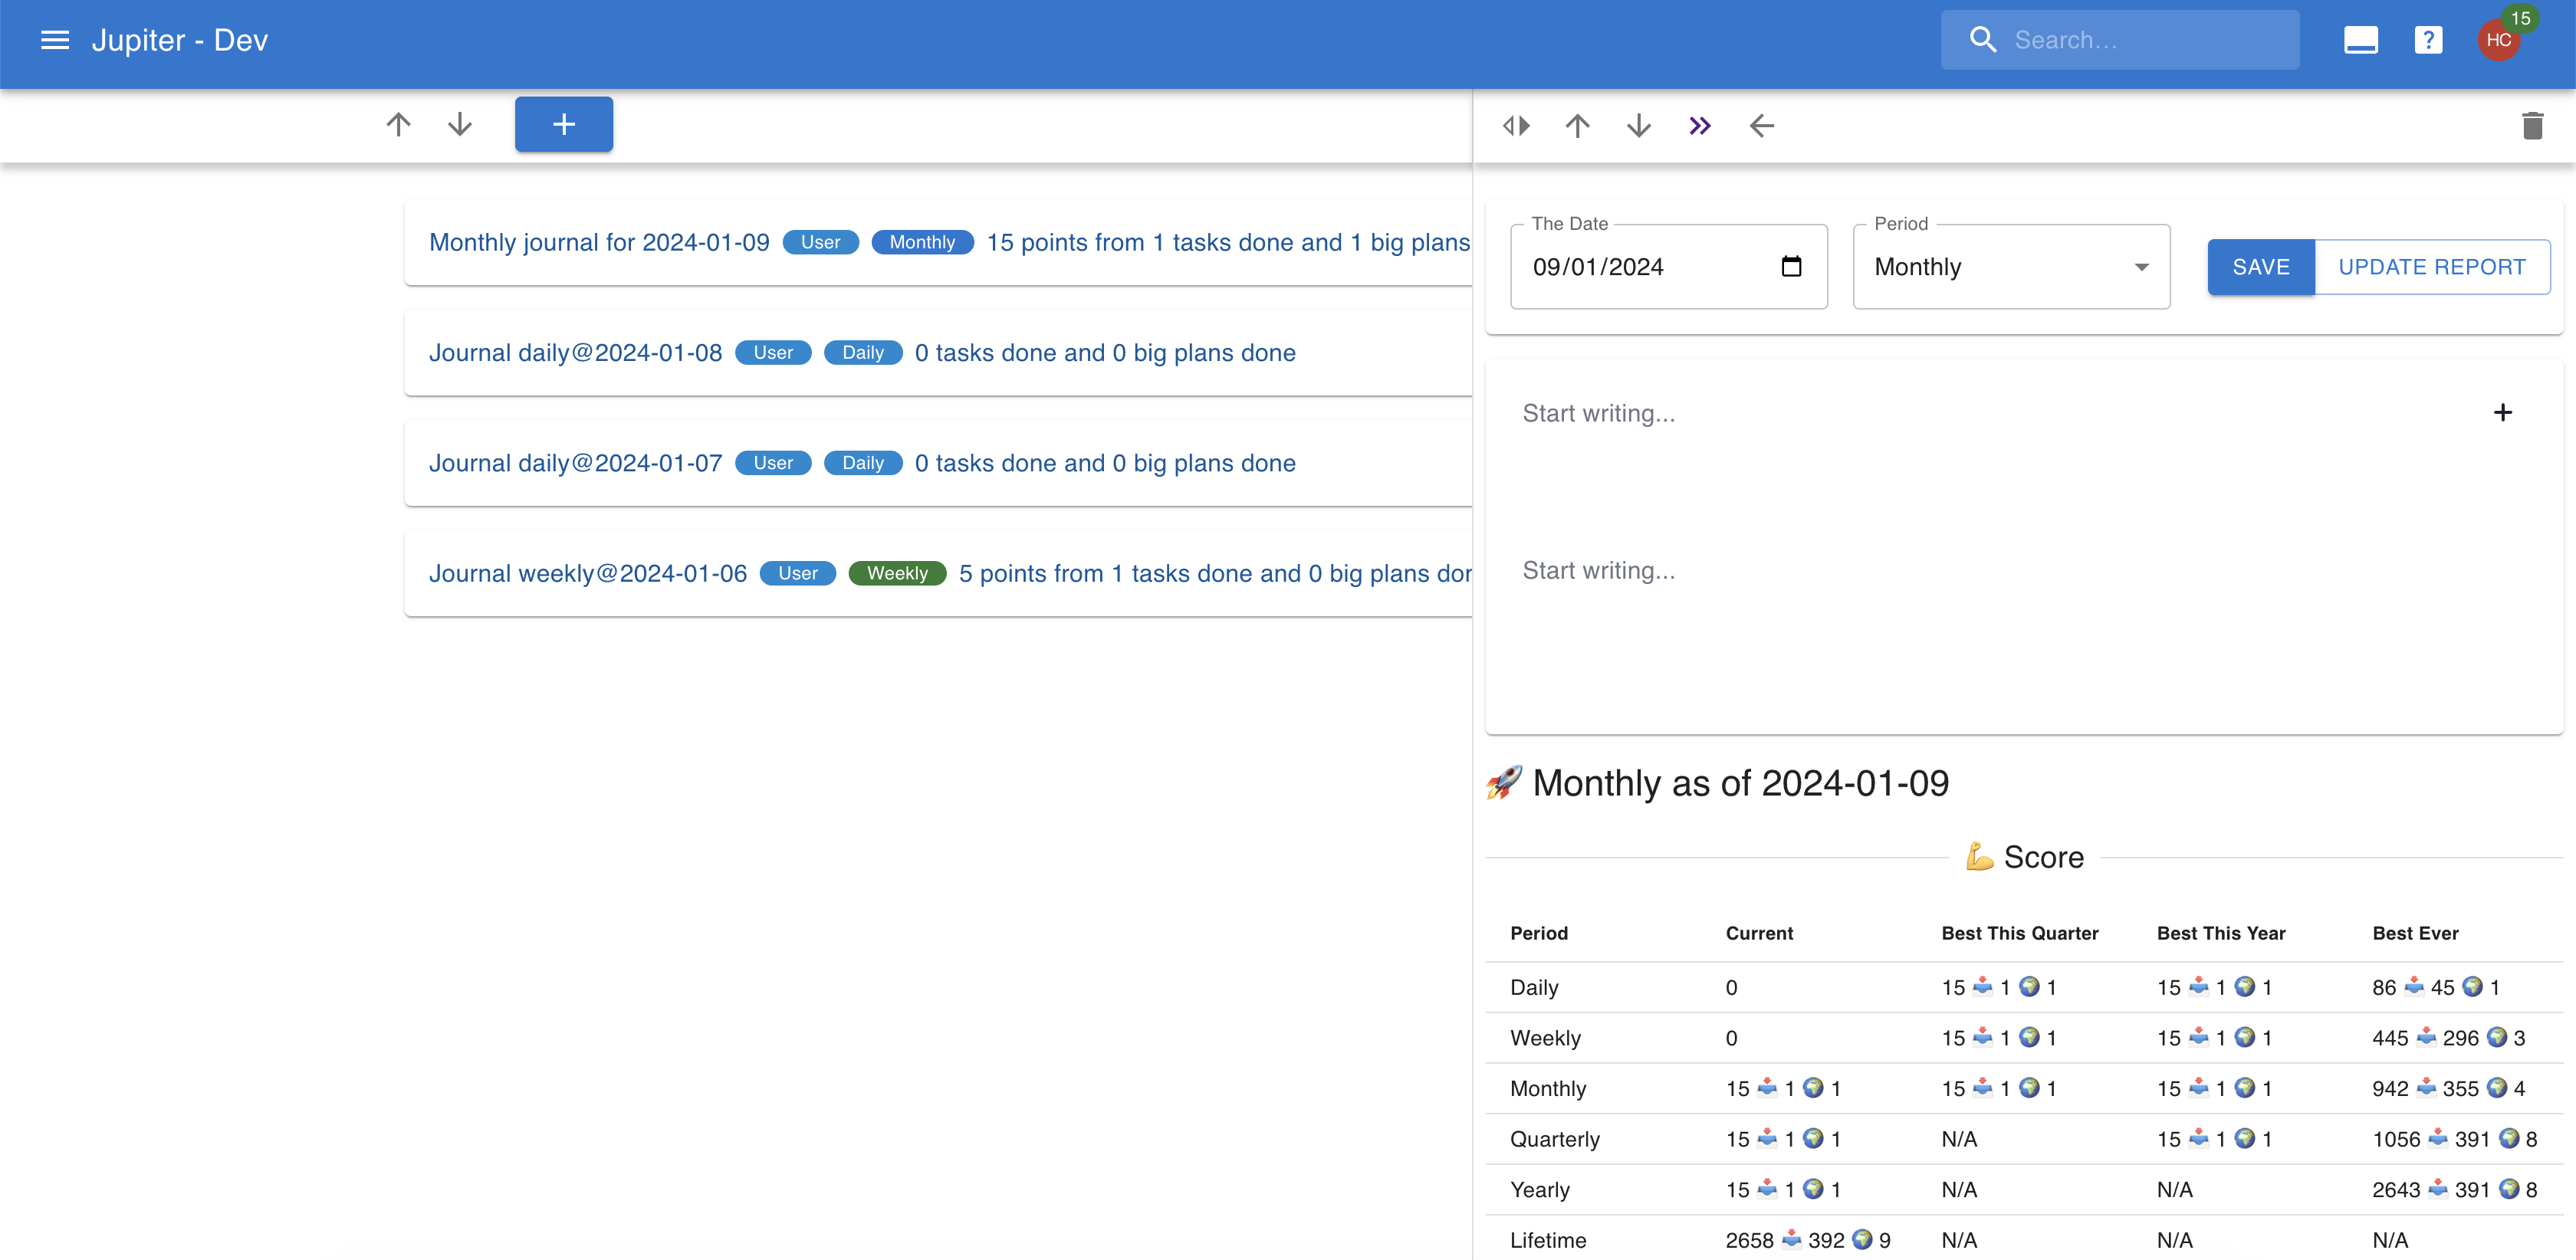 Jupiter - Dev
Search...
?
HC
15
Monthly journal for 2024-01-09 User Monthly 15 points from 1 tasks done and 1 big plans
Journal daily@2024-01-08 User Daily 0 tasks done and 0 big plans done
Journal daily@2024-01-07 User Daily 0 tasks done and 0 big plans done
Journal weekly@2024-01-06 User Weekly 5 points from 1 tasks done and 0 big plans don
The Date
09/01/2024
Period
Monthly
SAVE
UPDATE REPORT
Start writing...
Start writing...
🚀 Monthly as of 2024-01-09
💪 Score
Period Current Best This Quarter Best This Year Best Ever
Daily 0 15 📥 1 🌍 1 15 📥 1 🌍 1 86 📥 45 🌍 1
Weekly 0 15 📥 1 🌍 1 15 📥 1 🌍 1 445 📥 296 🌍 3
Monthly 15 📥 1 🌍 1 15 📥 1 🌍 1 15 📥 1 🌍 1 942 📥 355 🌍 4
Quarterly 15 📥 1 🌍 1 N/A 15 📥 1 🌍 1 1056 📥 391 🌍 8
Yearly 15 📥 1 🌍 1 N/A N/A 2643 📥 391 🌍 8
Lifetime 2658 📥 392 🌍 9 N/A N/A N/A